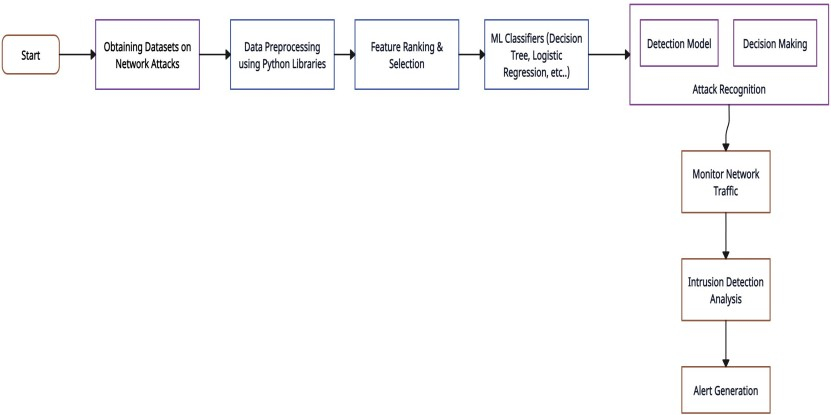 Start
Obtaining Datasets on
Network Attacks
Data Preprocessing
using Python Libraries
Feature Ranking &
Selection
ML Classifiers (Decision
Tree, Logistic
Regression, etc..)
Detection Model
Decision Making
Attack Recognition
Monitor Network
Traffic
Intrusion Detection
Analysis
Alert Generation